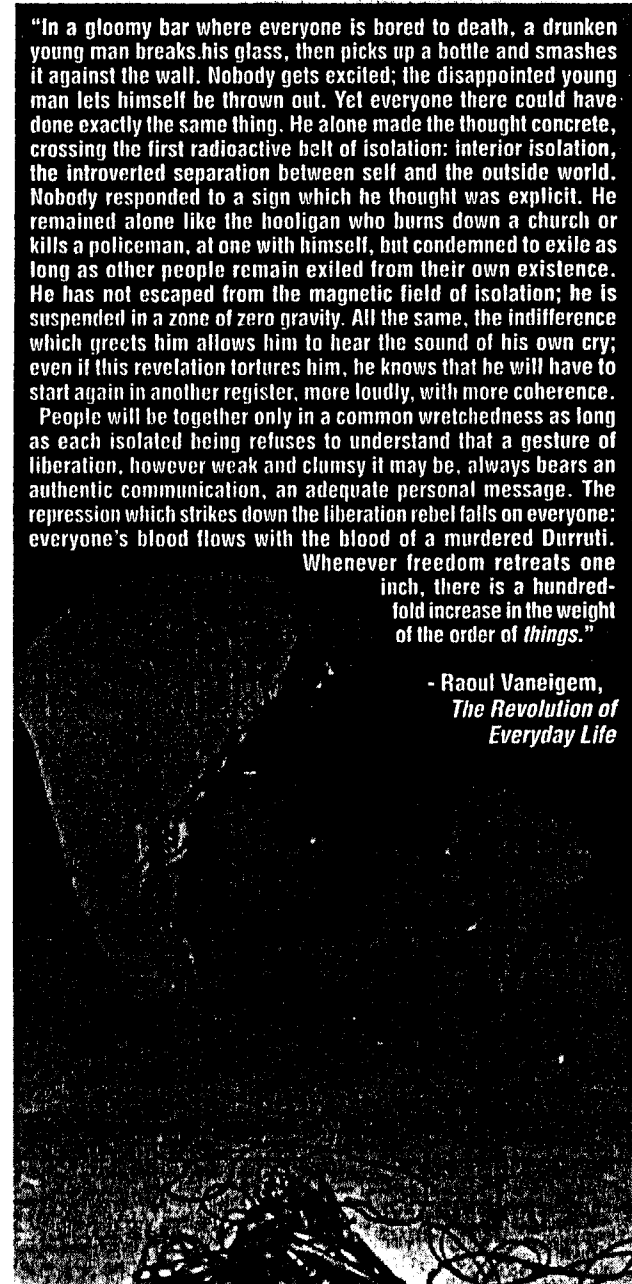 “In a gloomy bar where everyone is bored to death, a drunken
young man breaks.his glass, then picks up a bottle and smashes
it against the wall. Nobody gets excited; the disappointed young
man lets himself be thrown out. Yet everyone there could have
done exactly the same thing. He alone made the thought concrete,
crossing the first radioactive belt of isolation: interior isolation,
the introverted separation between self and the outside world.
Nobody responded to a sign which he thought was explicit. He
remained alone like the hooligan who burns down a church or
kills a policeman, at one with himself, but condemned to exile as
long as other people remain exiled from their own existence.
He has not escaped from the magnetic field of isolation; he is
suspended in a zone of zero gravity. All the same, the indifference
which greets him allows him to hear the sound of his own cry;
even if this revelation tortures him, he knows that he will have to
start again in another register, more loudly, with more coherence.
People will be together only in a common wretchedness as long
as each isolated being refuses to understand that a gesture of
liberation, however weak and clumsy it may be, always bears an
authentic communication, an adequate personal message. The
repression which strikes down the liberation rebel falls on everyone:
everyone’s blood flows with the blood of a murdered Durruti.
Whenever freedom retreats one
inch, there is a hundred-
fold increase in the weight
of the order of things.”
- Raoul Vaneigem,
The Revolution of
Everyday Life